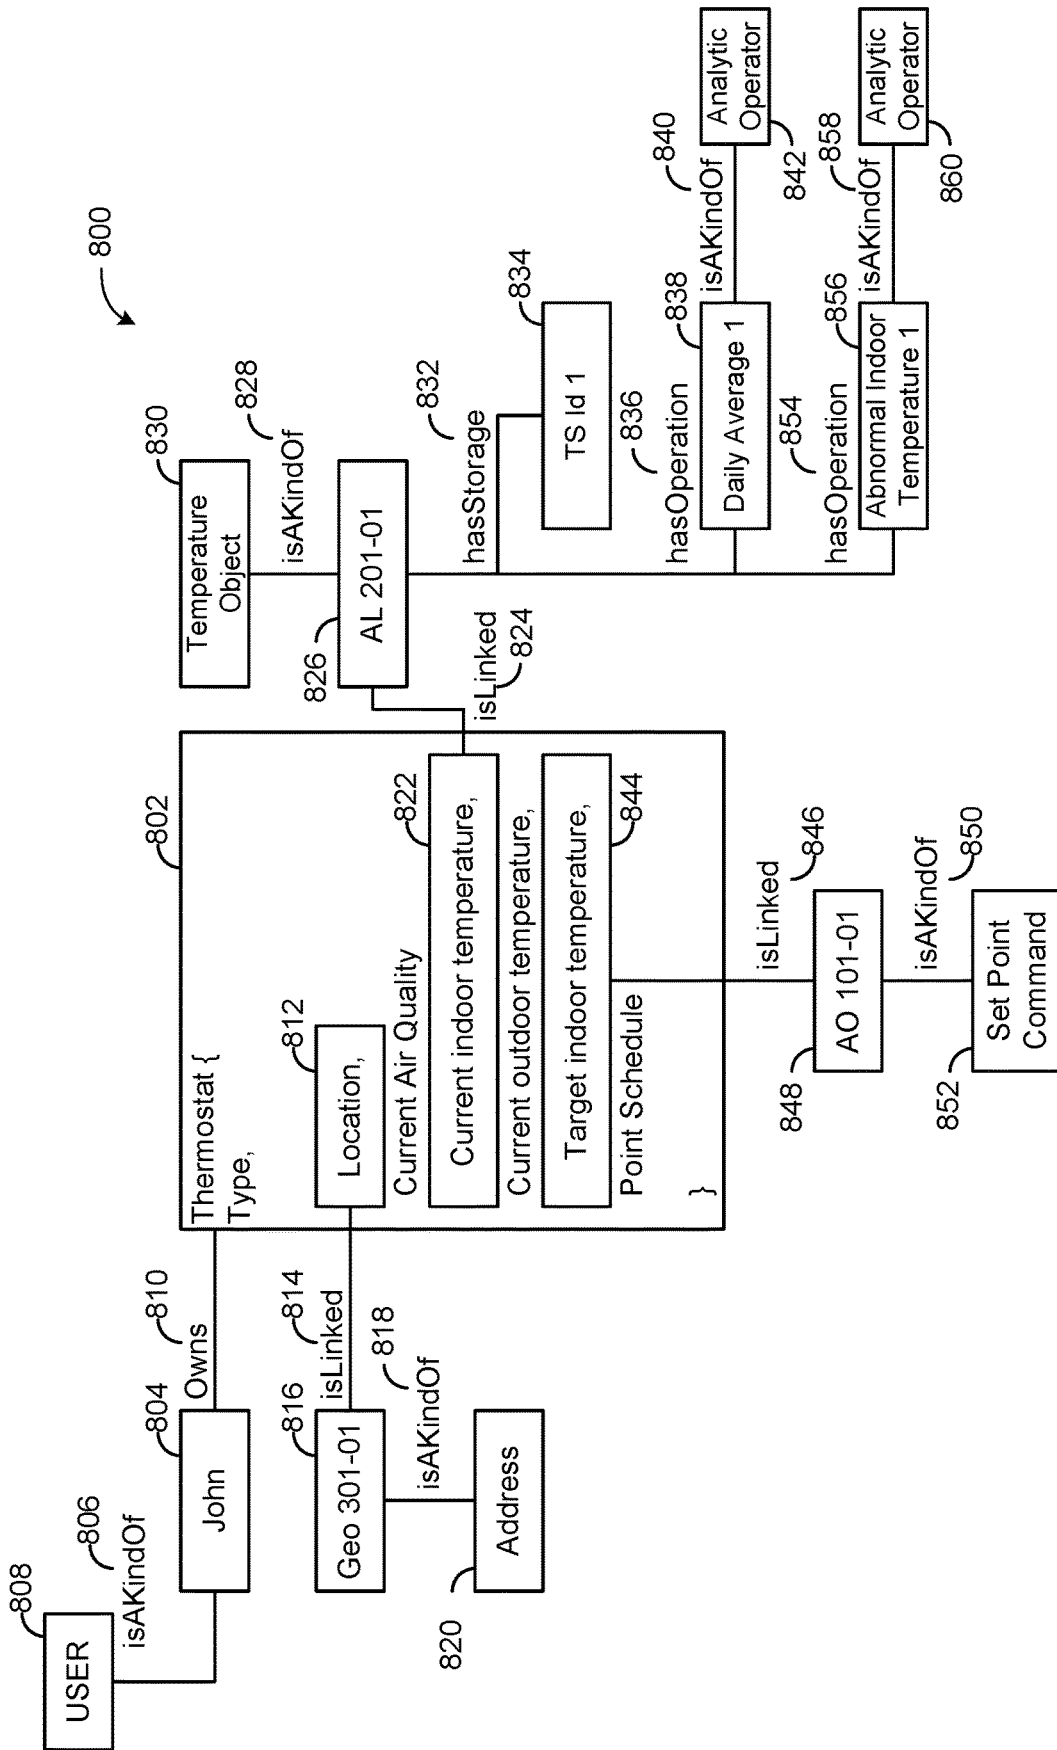 800
USER
808
isAKindOf
806
John
804
Owns
810
Geo 301-01
816
isLinked
814
isAKindOf
818
Address
820
802
Thermostat {
Type,
Location,
812
Current Air Quality
Current indoor temperature,
822
Current outdoor temperature,
Target indoor temperature,
844
Point Schedule
}
isLinked
824
Temperature
Object
830
isAKindOf
828
AL 201-01
826
hasStorage
832
TS Id 1
834
hasOperation
836
Daily Average 1
838
isAKindOf
840
Analytic
Operator
842
hasOperation
854
Abnormal Indoor
Temperature 1
856
isAKindOf
858
Analytic
Operator
860
isLinked
846
AO 101-01
848
isAKindOf
850
Set Point
Command
852